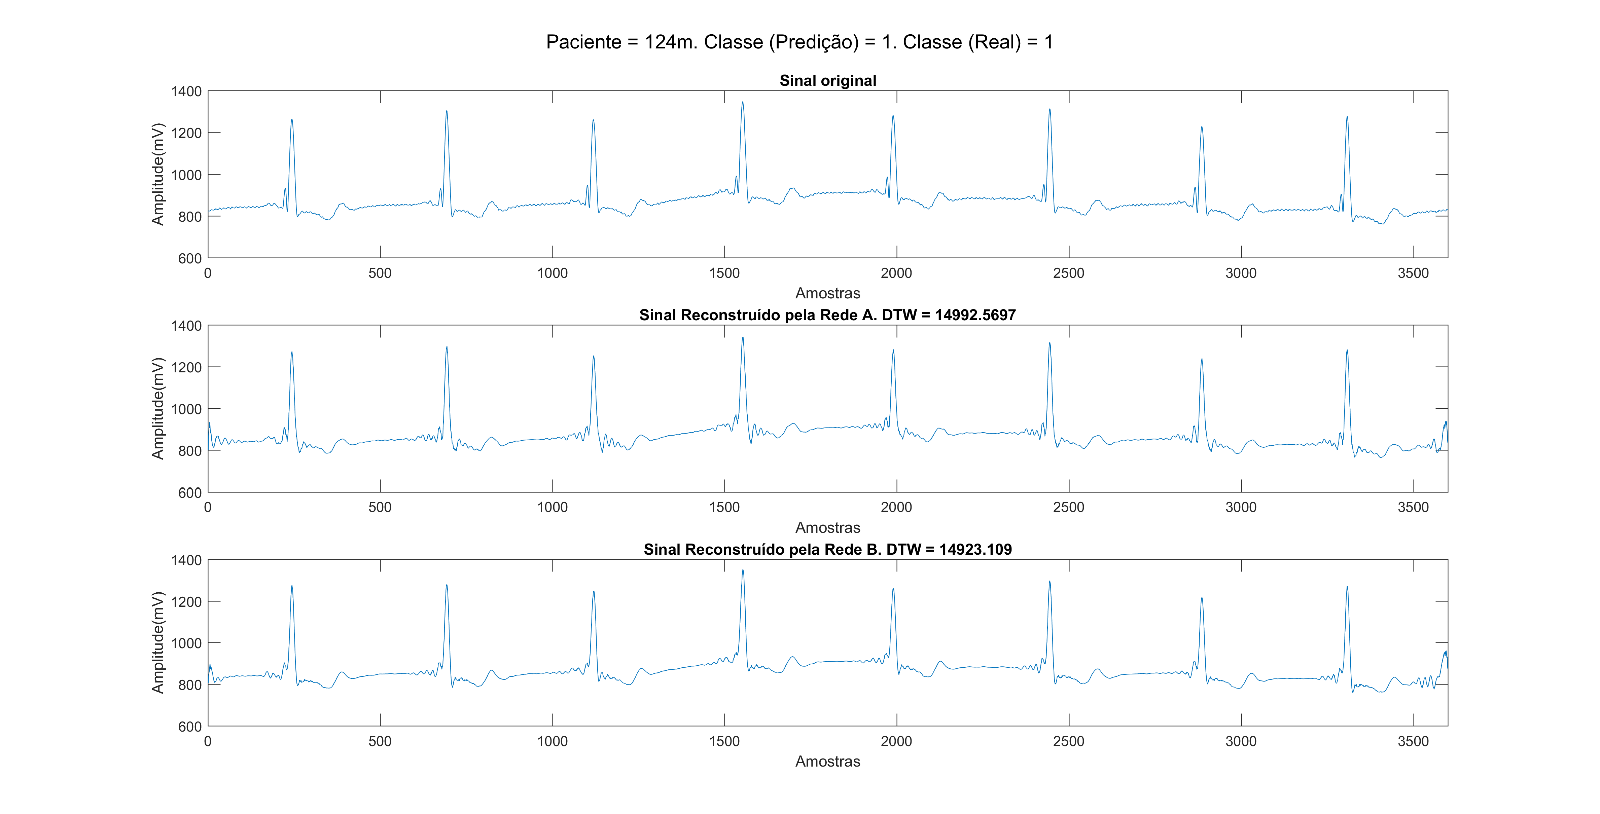 Paciente = 124m. Classe (Predição) = 1. Classe (Real) = 1
Sinal original
Amplitude(mV)
1400
1200
1000
800
600
0 500 1000 1500 2000 2500 3000 3500
Amostras
Sinal Reconstruído pela Rede A. DTW = 14992.5697
Amplitude(mV)
1400
1200
1000
800
600
0 500 1000 1500 2000 2500 3000 3500
Amostras
Sinal Reconstruído pela Rede B. DTW = 14923.109
Amplitude(mV)
1400
1200
1000
800
600
0 500 1000 1500 2000 2500 3000 3500
Amostras